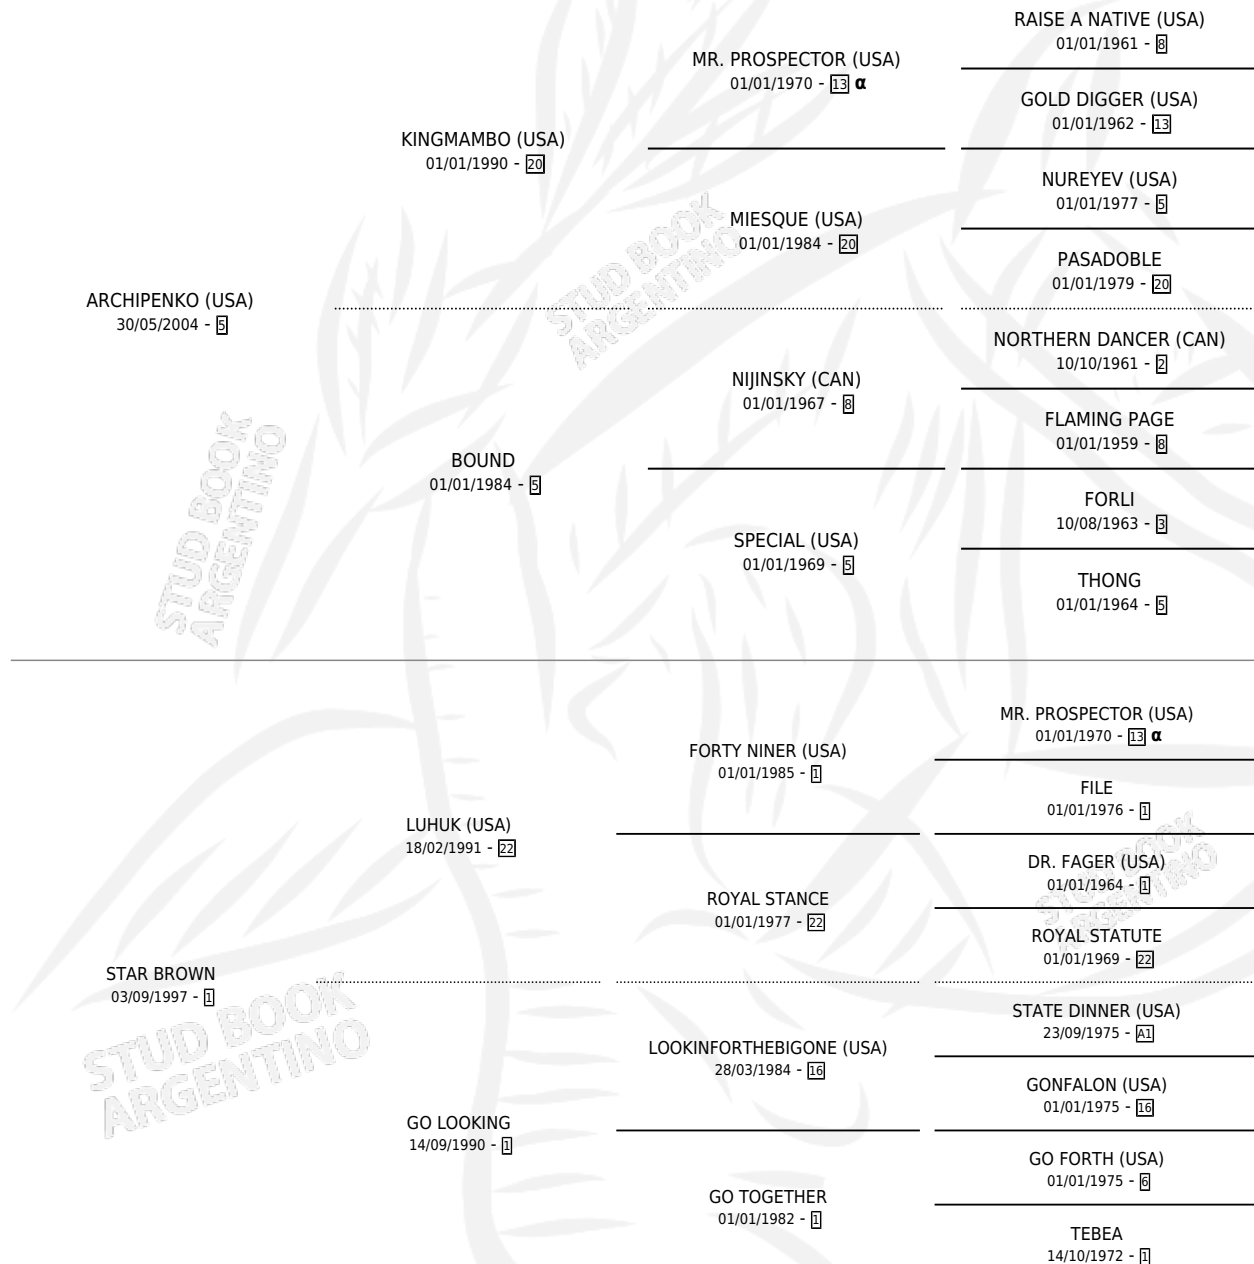 RAISE A NATIVE (USA)
01/01/1961 - 8
MR. PROSPECTOR (USA)
01/01/1970 - 13 α
GOLD DIGGER (USA)
01/01/1962 - 13
KINGMAMBO (USA)
01/01/1990 - 20
NUREYEV (USA)
01/01/1977 - 5
MIESQUE (USA)
01/01/1984 - 20
PASADOBLE
01/01/1979 - 20
ARCHIPENKO (USA)
30/05/2004 - 5
NORTHERN DANCER (CAN)
10/10/1961 - 2
NIJINSKY (CAN)
01/01/1967 - 8
FLAMING PAGE
01/01/1959 - 8
BOUND
01/01/1984 - 5
FORLI
10/08/1963 - 3
SPECIAL (USA)
01/01/1969 - 5
THONG
01/01/1964 - 5
MR. PROSPECTOR (USA)
01/01/1970 - 13 α
FORTY NINER (USA)
01/01/1985 - 1
FILE
01/01/1976 - 1
LUHUK (USA)
18/02/1991 - 22
DR. FAGER (USA)
01/01/1964 - 1
ROYAL STANCE
01/01/1977 - 22
ROYAL STATUTE
01/01/1969 - 22
STAR BROWN
03/09/1997 - 1
STATE DINNER (USA)
23/09/1975 - A1
LOOKINFORTHEBIGONE (USA)
28/03/1984 - 16
GONFALON (USA)
01/01/1975 - 16
GO LOOKING
14/09/1990 - 1
GO FORTH (USA)
01/01/1975 - 6
GO TOGETHER
01/01/1982 - 1
TEBEA
14/10/1972 - 1
STUD BOOK
ARGENTINO
STUD BOOK
ARGENTINO
STUD BOOK
ARGENTINO
STUD BOOK
ARGENTINO